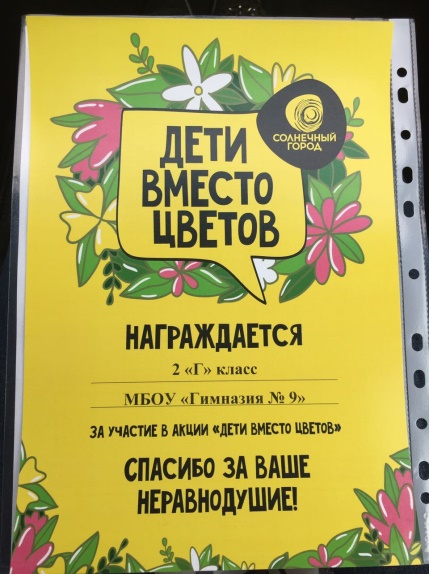 СОЛНЕЧНЫЙ
ГОРОД
ДЕТИ
ВМЕСТО
ЦВЕТОВ
НАГРАЖДАЕТСЯ
2 «Г» класс
МБОУ «Гимназия № 9»
ЗА УЧАСТИЕ В АКЦИИ «ДЕТИ ВМЕСТО ЦВЕТОВ»
СПАСИБО ЗА ВАШЕ
НЕРАВНОДУШИЕ!